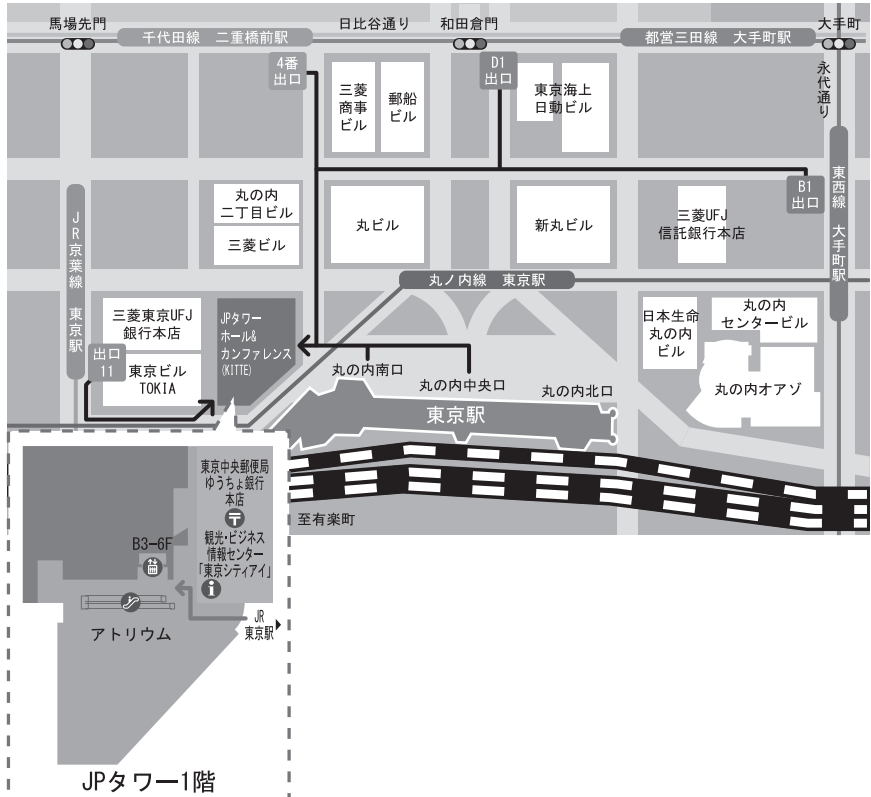 馬場先門
日比谷通り
和田倉門
大手町
千代田線 二重橋前駅
都営三田線 大手町駅
4番
出口
D1
出口
永代通り
三菱
商事
ビル
郵船
ビル
東京海上
日動ビル
B1
出口
東西線 大手町駅
JR京葉線 東京駅
丸の内
二丁目ビル
三菱ビル
丸ビル
新丸ビル
三菱UFJ
信託銀行本店
丸ノ内線 東京駅
三菱東京UFJ
銀行本店
出口
11
東京ビル
TOKIA
JPタワー
ホール&
カンファレンス
(KITTE)
丸の内南口
丸の内中央口
丸の内北口
東京駅
日本生命
丸の内
ビル
丸の内
センタービル
丸の内オアゾ
至有楽町
東京中央郵便局
ゆうちょ銀行
本店
〒
観光・ビジネス
情報センター
「東京シティアイ」
i
B3-6F
アトリウム
JR
東京駅
JPタワー1階